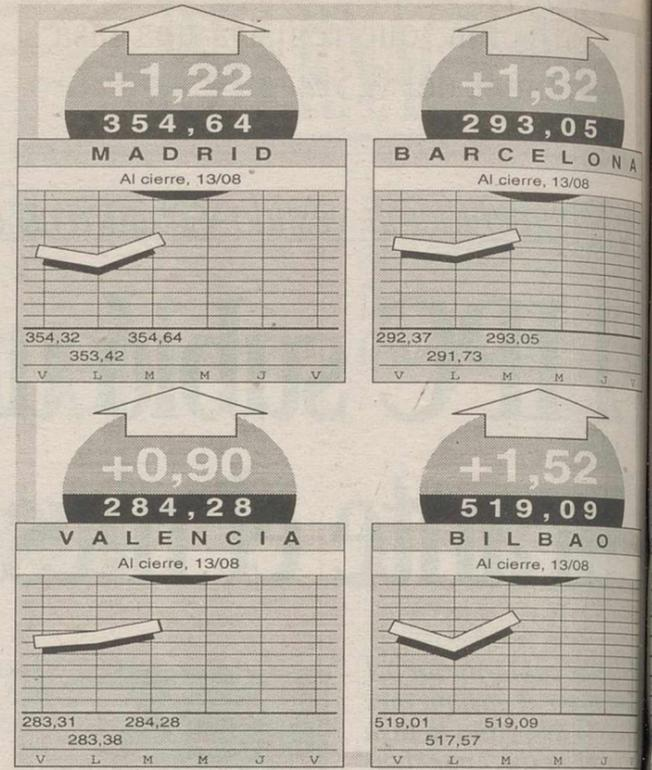 +1,22
354,64
MADRID
Al cierre, 13/08
354,32 354,64
353,42
V L M M J V
+1,32
293,05
BARCELONA
Al cierre, 13/08
292,37 293,05
291,73
V L M M J V
+0,90
284,28
VALENCIA
Al cierre, 13/08
283,31 284,28
283,38
V L M M J V
+1,52
519,09
BILBAO
Al cierre, 13/08
519,01 519,09
517,57
V L M M J V